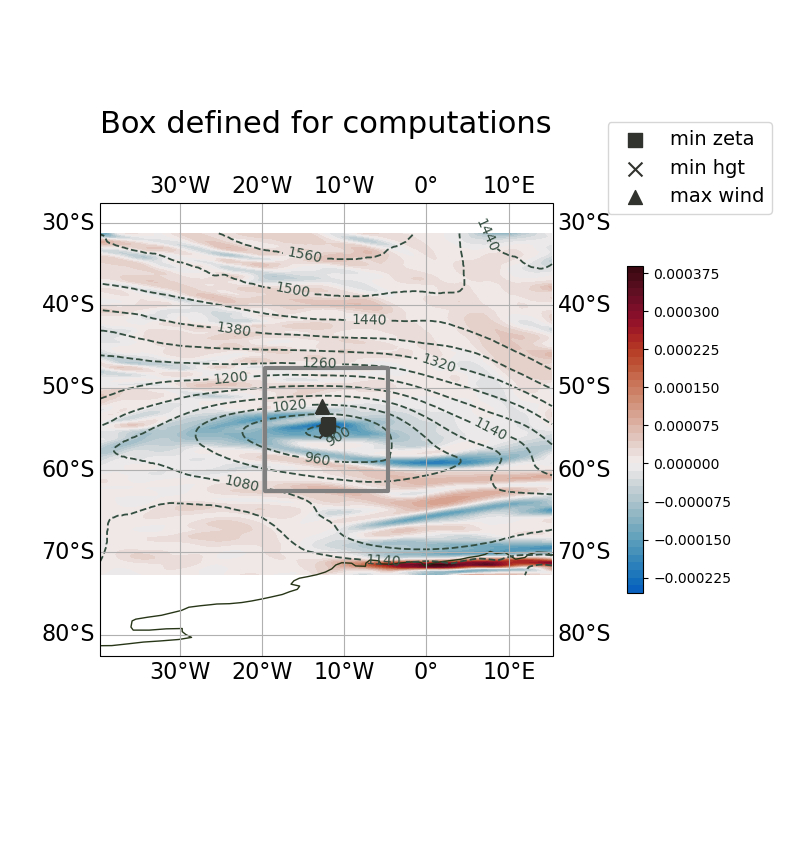 Box defined for computations
min zeta
min hgt
max wind
30°W 20°W 10°W 0° 10°E
30°S 30°S
40°S 40°S
50°S 50°S
60°S 60°S
70°S 70°S
80°S 80°S
30°W 20°W 10°W 0° 10°E
1440
1560
1500
1440
1380
1320
1260
1200
1020
1140
900
960
1080
1140
0.000375
0.000300
0.000225
0.000150
0.000075
0.000000
−0.000075
−0.000150
−0.000225